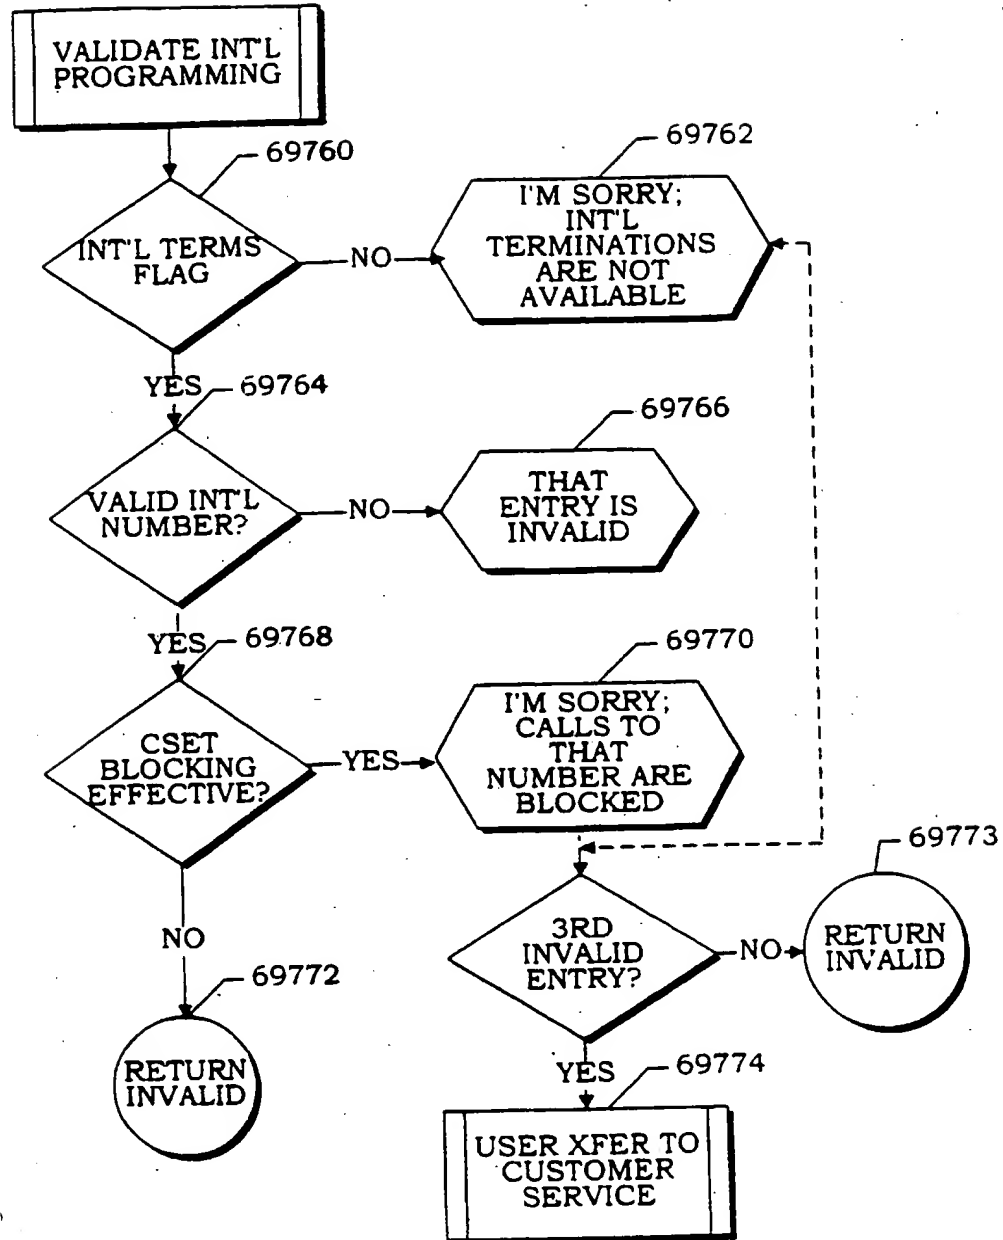 VALIDATE INT'L
PROGRAMMING
69760
69762
INT'L TERMS
FLAG
NO
I'M SORRY;
INT'L
TERMINATIONS
ARE NOT
AVAILABLE
YES
69764
69766
VALID INT'L
NUMBER?
NO
THAT
ENTRY IS
INVALID
YES
69768
69770
CSET
BLOCKING
EFFECTIVE?
YES
I'M SORRY;
CALLS TO
THAT
NUMBER ARE
BLOCKED
69773
NO
3RD
INVALID
ENTRY?
NO
RETURN
INVALID
69772
RETURN
INVALID
YES
69774
USER XFER TO
CUSTOMER
SERVICE